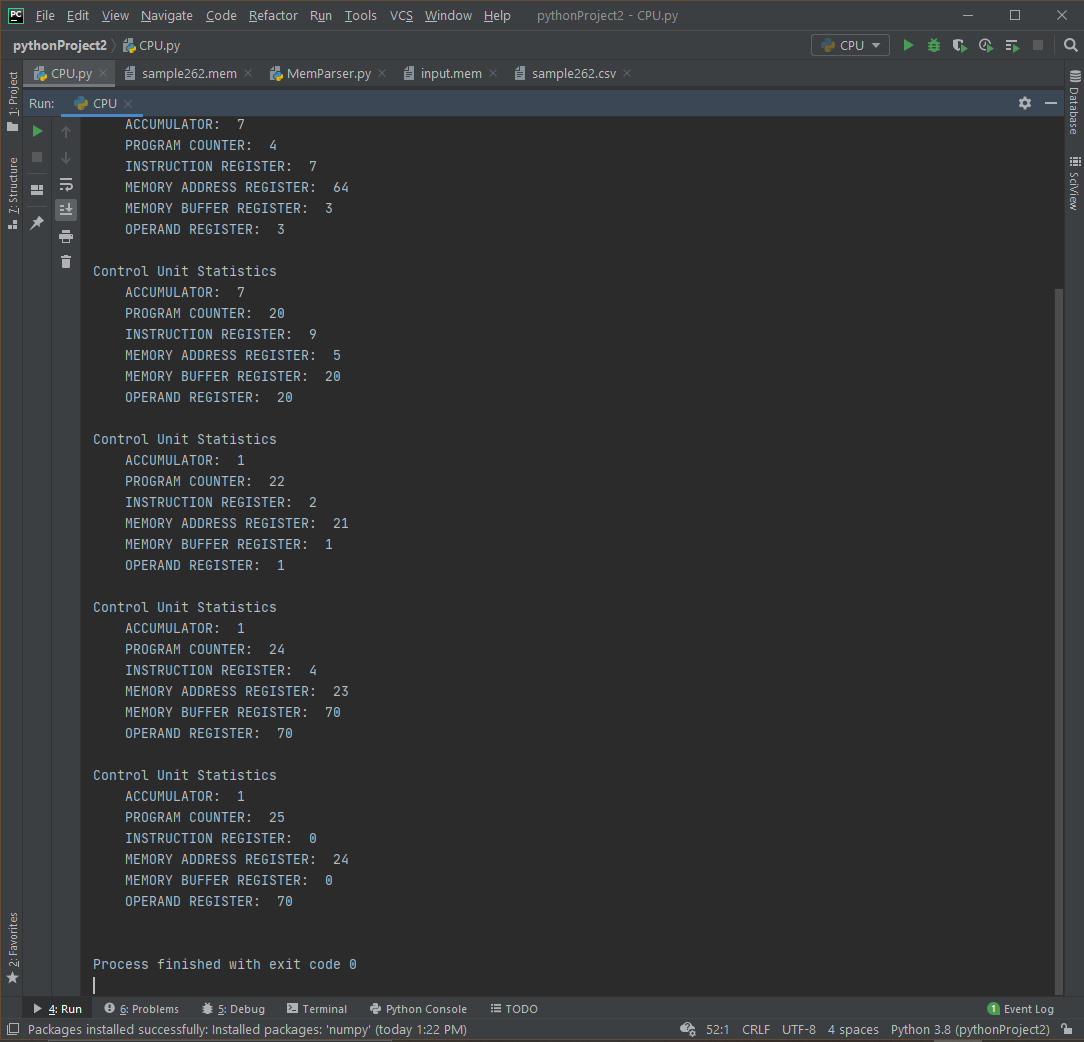 PC File Edit View Navigate Code Refactor Run Tools VCS Window Help pythonProject2 - CPU.py
pythonProject2 CPU.py CPU
CPU.py sample262.mem MemParser.py input.mem sample262.csv
Run: CPU
1: Project
7: Structure
2: Favorites
Database
SciView
ACCUMULATOR: 7
PROGRAM COUNTER: 4
INSTRUCTION REGISTER: 7
MEMORY ADDRESS REGISTER: 64
MEMORY BUFFER REGISTER: 3
OPERAND REGISTER: 3
Control Unit Statistics
ACCUMULATOR: 7
PROGRAM COUNTER: 20
INSTRUCTION REGISTER: 9
MEMORY ADDRESS REGISTER: 5
MEMORY BUFFER REGISTER: 20
OPERAND REGISTER: 20
Control Unit Statistics
ACCUMULATOR: 1
PROGRAM COUNTER: 22
INSTRUCTION REGISTER: 2
MEMORY ADDRESS REGISTER: 21
MEMORY BUFFER REGISTER: 1
OPERAND REGISTER: 1
Control Unit Statistics
ACCUMULATOR: 1
PROGRAM COUNTER: 24
INSTRUCTION REGISTER: 4
MEMORY ADDRESS REGISTER: 23
MEMORY BUFFER REGISTER: 70
OPERAND REGISTER: 70
Control Unit Statistics
ACCUMULATOR: 1
PROGRAM COUNTER: 25
INSTRUCTION REGISTER: 0
MEMORY ADDRESS REGISTER: 24
MEMORY BUFFER REGISTER: 0
OPERAND REGISTER: 70
Process finished with exit code 0
4: Run 6: Problems 5: Debug Terminal Python Console TODO 1 Event Log
Packages installed successfully: Installed packages: 'numpy' (today 1:22 PM) 52:1 CRLF UTF-8 4 spaces Python 3.8 (pythonProject2)